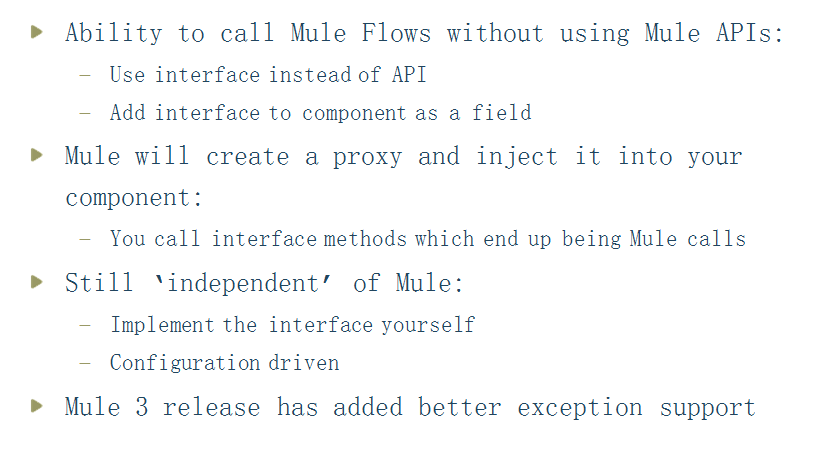 Ability to call Mule Flows without using Mule APIs:
– Use interface instead of API
– Add interface to component as a field
Mule will create a proxy and inject it into your
component:
– You call interface methods which end up being Mule calls
Still ‘independent’ of Mule:
– Implement the interface yourself
– Configuration driven
Mule 3 release has added better exception support